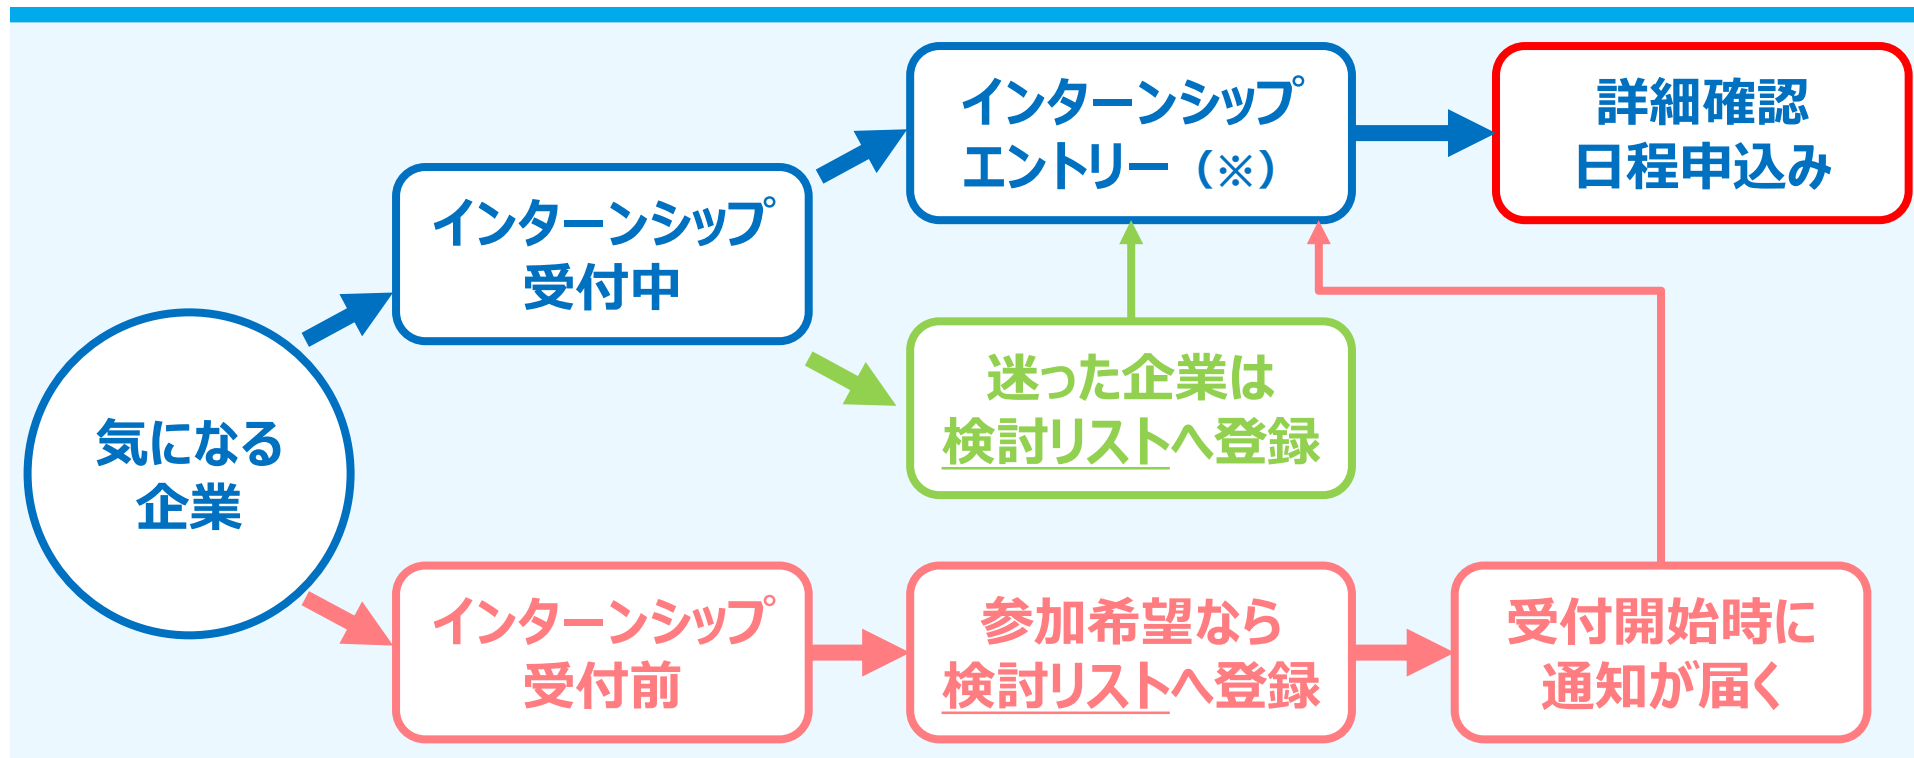 気になる
企業
インターンシップ
受付中
インターンシップ
エントリー（※）
詳細確認
日程申込み
迷った企業は
検討リストへ登録
インターンシップ
受付前
参加希望なら
検討リストへ登録
受付開始時に
通知が届く